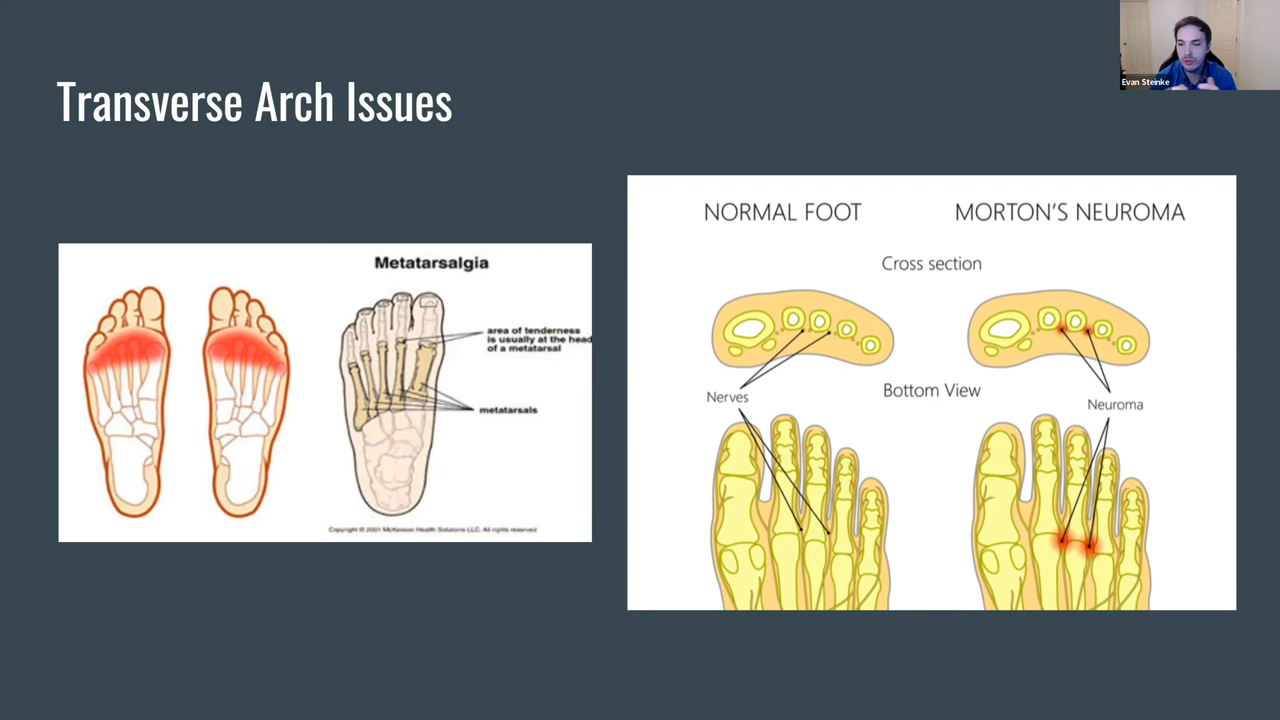 Evan Steinke
Transverse Arch Issues
Metatarsalgia
area of tenderness
is usually at the head
of a metatarsal
metatarsals
Copyright © 2001 McKesson Health Solutions LLC. All rights reserved
NORMAL FOOT
MORTON'S NEUROMA
Cross section
Nerves
Bottom View
Neuroma